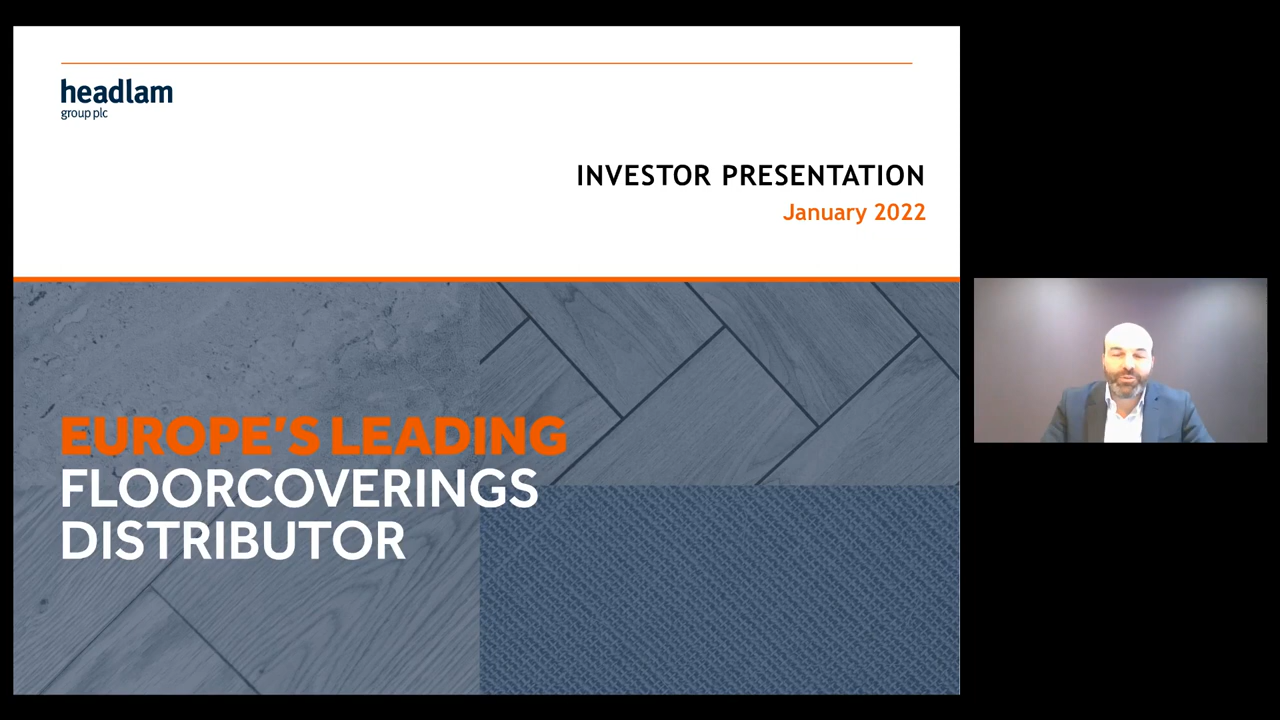 headlam
group plc
INVESTOR PRESENTATION
January 2022
EUROPE'S LEADING
FLOORCOVERINGS
DISTRIBUTOR